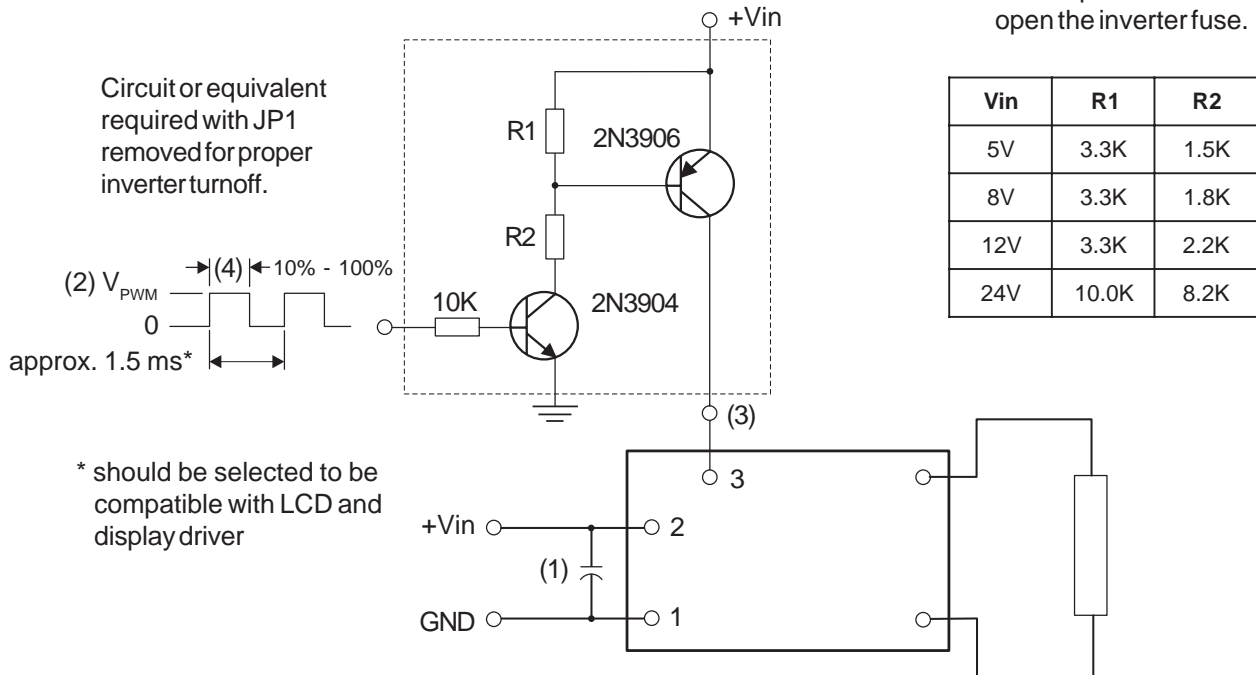 open the inverter fuse.
+Vin
Circuit or equivalent
required with JP1
removed for proper
inverter turnoff.
R1
2N3906
R2
(2) VPWM
(4)
10% - 100%
0
10K
2N3904
approx. 1.5 ms*
Vin R1 R2
5V 3.3K 1.5K
8V 3.3K 1.8K
12V 3.3K 2.2K
24V 10.0K 8.2K
(3)
* should be selected to be
compatible with LCD and
display driver
3
+Vin
2
(1)
GND
1